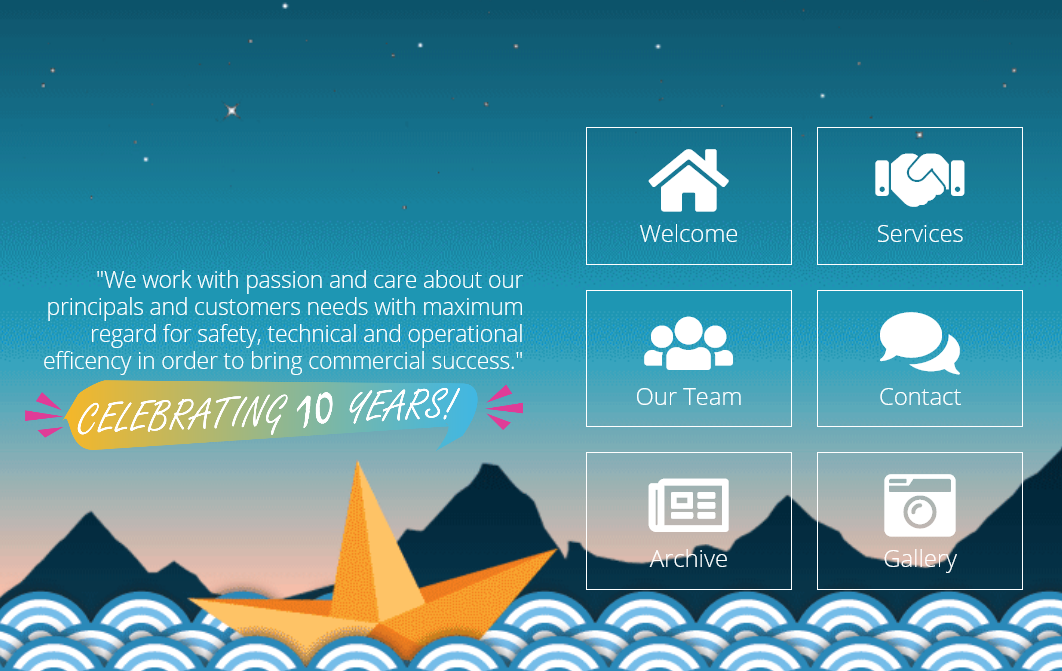 "We work with passion and care about our
principals and customers needs with maximum
regard for safety, technical and operational
efficency in order to bring commercial success."
CELEBRATING 10 YEARS!
Welcome
Services
Our Team
Contact
Archive
Gallery